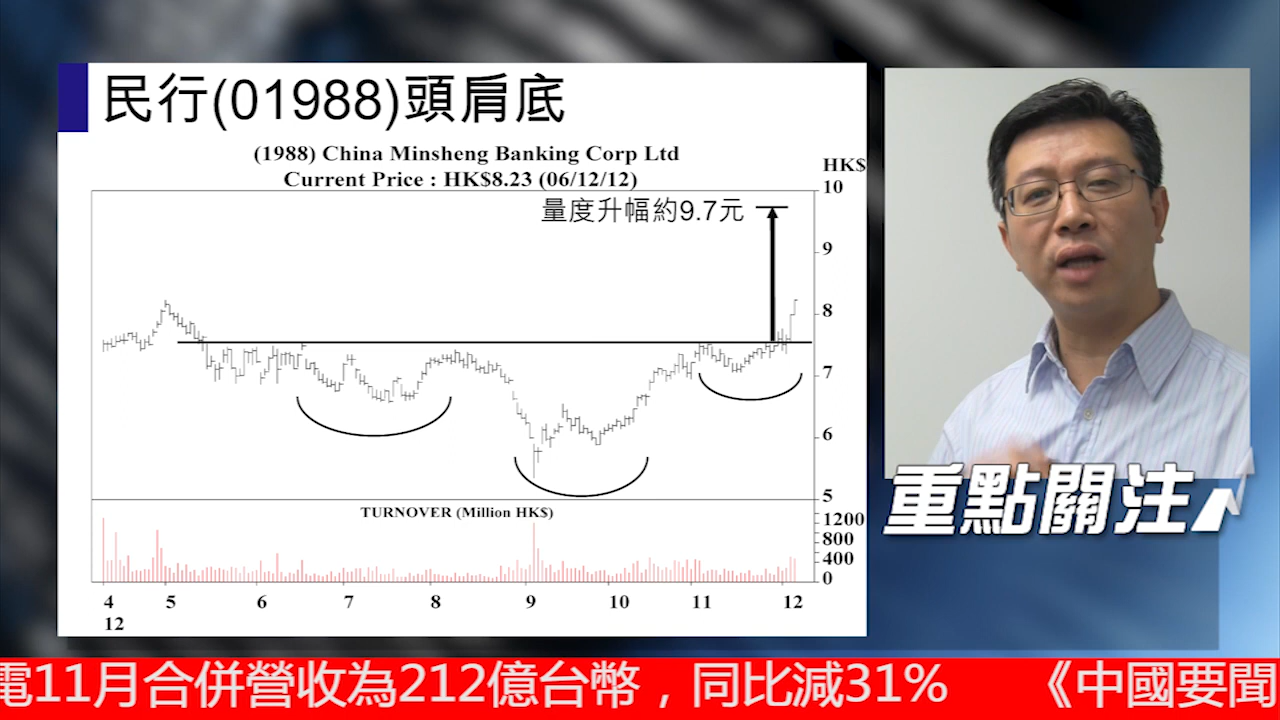 民行(01988)頭肩底
(1988) China Minsheng Banking Corp Ltd
Current Price : HK$8.23 (06/12/12)
HK$
量度升幅約9.7元
10
9
8
7
6
5
TURNOVER (Million HK$)
1200
800
400
0
4 5 6 7 8 9 10 11 12
12
重點關注
電11月合併營收為212億台幣，同比減31% 《中國要聞